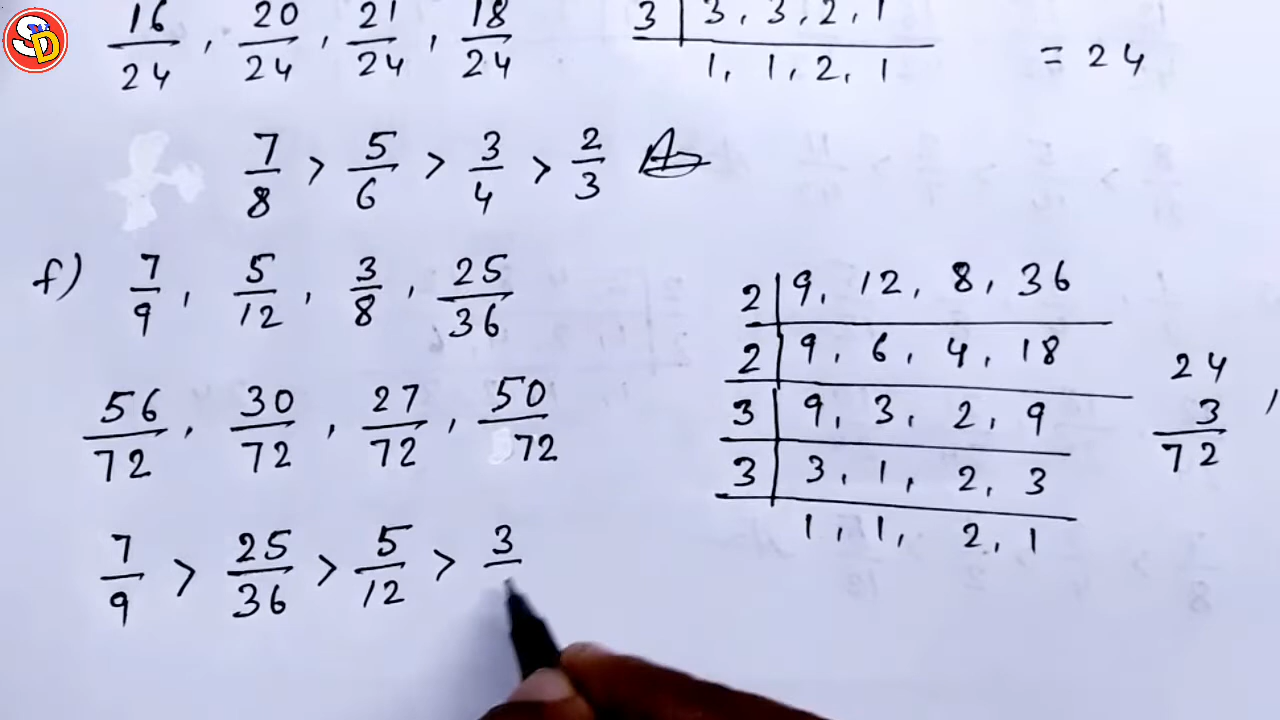 SD
16/24, 20/24, 21/24, 18/24
3 | 3, 3, 2, 1
1, 1, 2, 1
= 24
7/8 > 5/6 > 3/4 > 2/3
f) 7/9, 5/12, 3/8, 25/36
56/72, 30/72, 27/72, 50/72
7/9 > 25/36 > 5/12 > 3/
2 | 9, 12, 8, 36
2 | 9, 6, 4, 18
3 | 9, 3, 2, 9
3 | 3, 1, 2, 3
1, 1, 2, 1
24
3
72
,